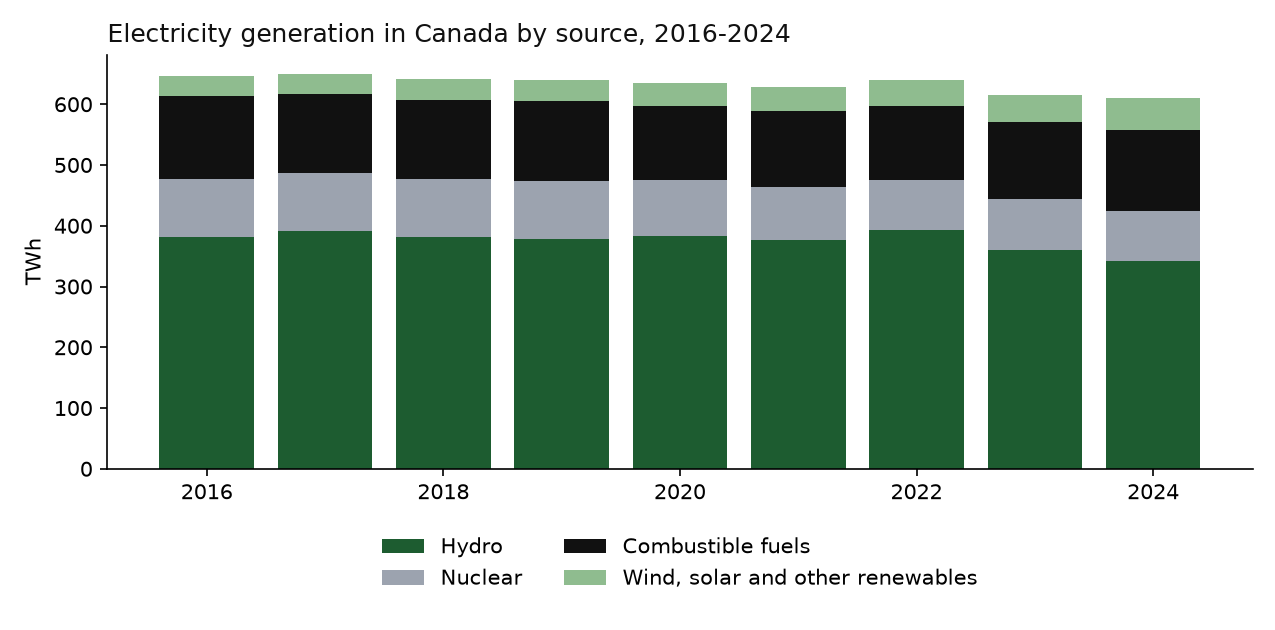 Electricity generation in Canada by source, 2016-2024
TWh
600
500
400
300
200
100
0
2016 2018 2020 2022 2024
Hydro Combustible fuels
Nuclear Wind, solar and other renewables